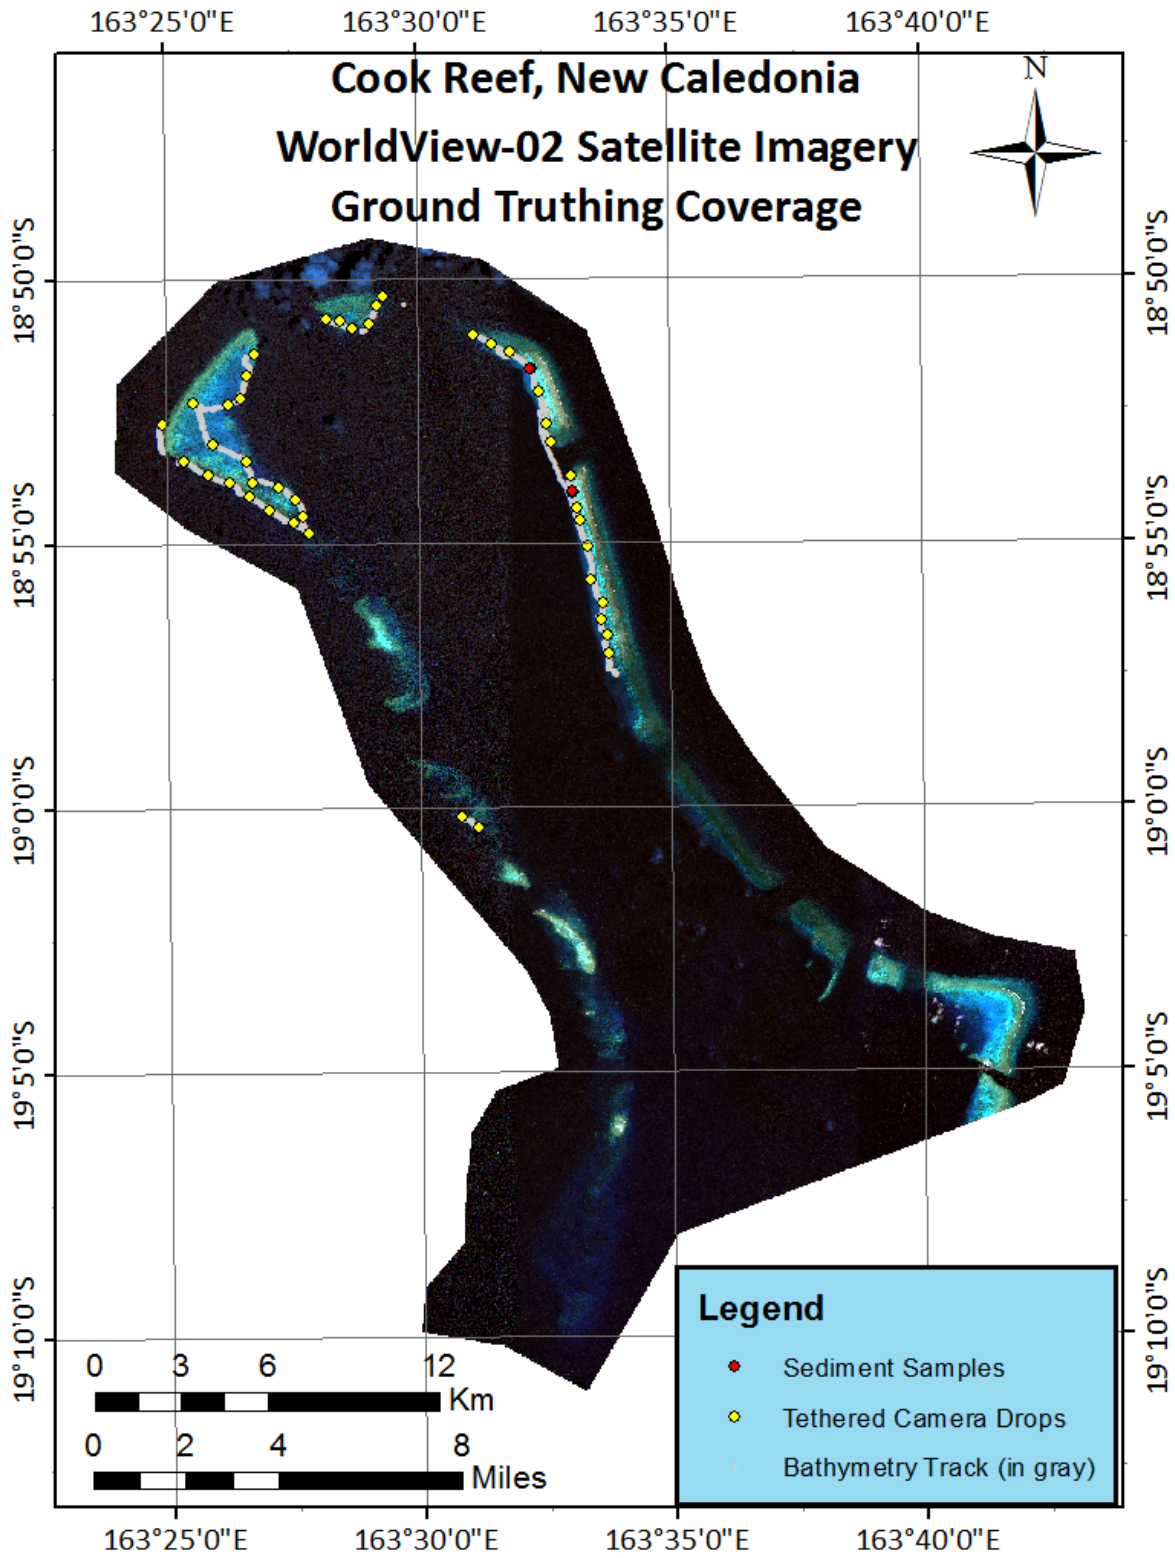 163°25'0"E 163°30'0"E 163°35'0"E 163°40'0"E
Cook Reef, New Caledonia
N
WorldView-02 Satellite Imagery
Ground Truthing Coverage
18°50'0"S 18°50'0"S
18°55'0"S 18°55'0"S
19°0'0"S 19°0'0"S
19°5'0"S 19°5'0"S
19°10'0"S 19°10'0"S
Legend
Sediment Samples
Tethered Camera Drops
Bathymetry Track (in gray)
0 3 6 12
Km
0 2 4 8
Miles
163°25'0"E 163°30'0"E 163°35'0"E 163°40'0"E